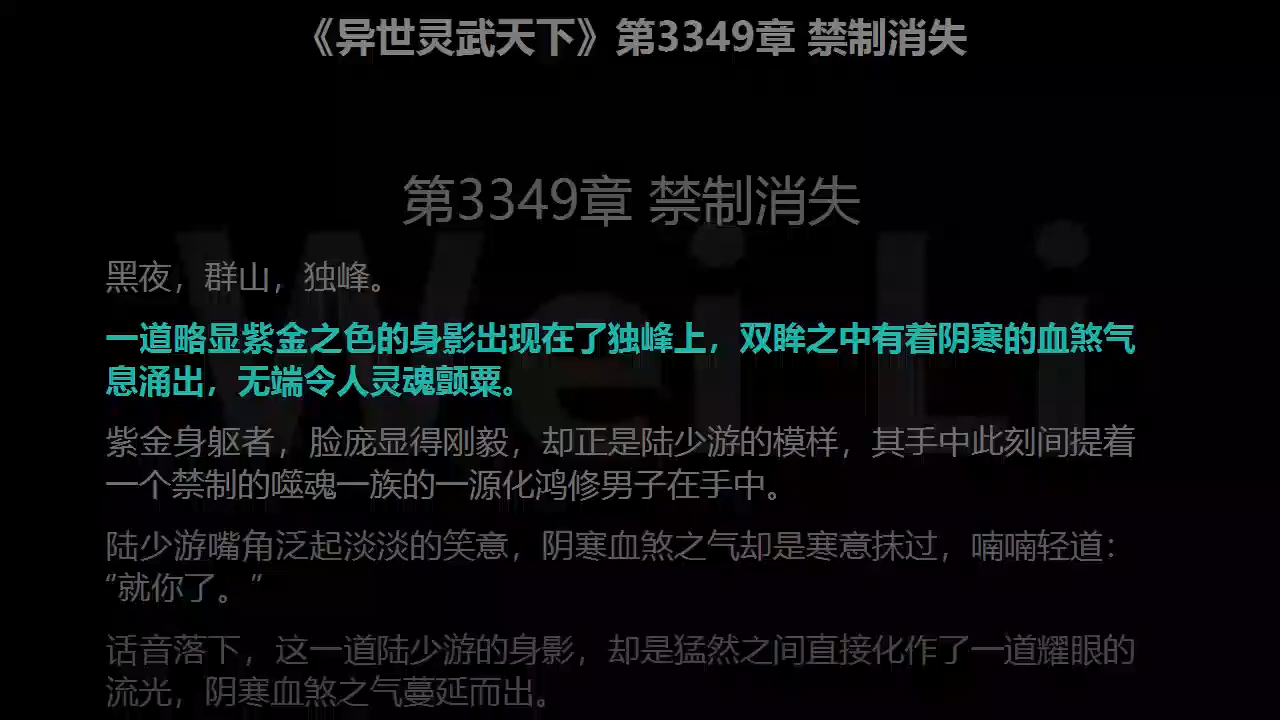 《异世灵武天下》第3349章 禁制消失
第3349章 禁制消失
Wei Li
黑夜，群山，独峰。
一道略显紫金之色的身影出现在了独峰上，双眸之中有着阴寒的血煞气
息涌出，无端令人灵魂颤粟。
紫金身躯者，脸庞显得刚毅，却正是陆少游的模样，其手中此刻间提着
一个禁制的噬魂一族的一源化鸿修男子在手中。
陆少游嘴角泛起淡淡的笑意，阴寒血煞之气却是寒意抹过，喃喃轻道：
“就你了。”
话音落下，这一道陆少游的身影，却是猛然之间直接化作了一道耀眼的
流光，阴寒血煞之气蔓延而出。